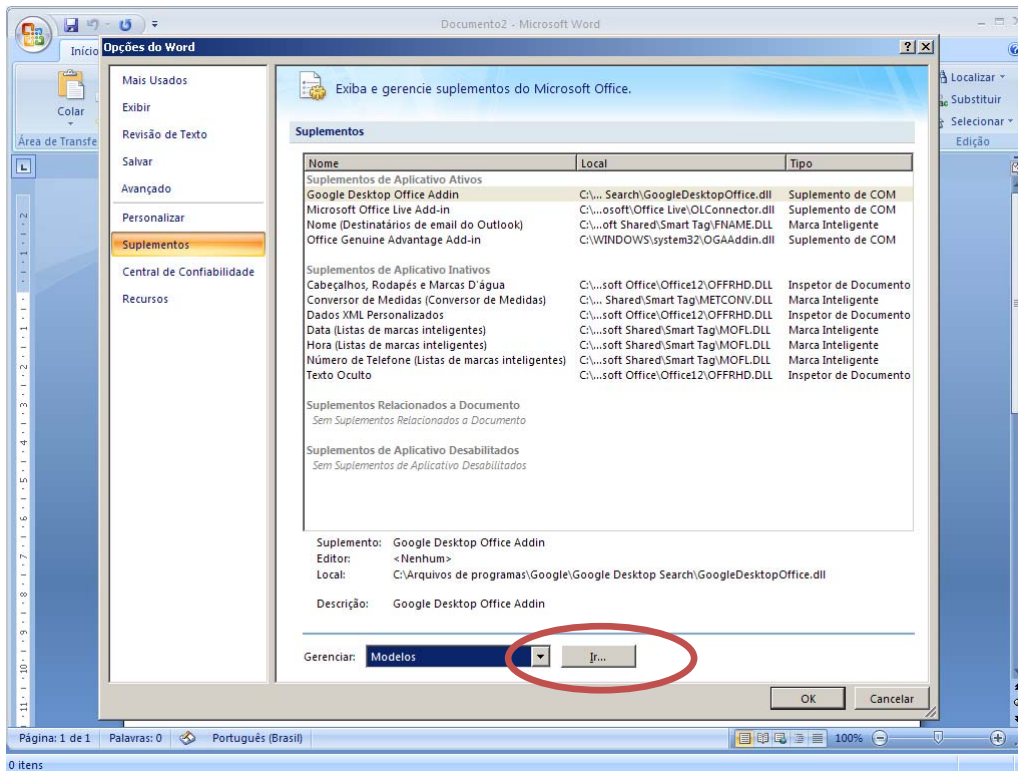 Documento2 - Microsoft Word
Início
Opções do Word
Colar
Área de Transfe
Localizar
Substituir
Selecionar
Edição
Mais Usados
Exibir
Revisão de Texto
Salvar
Avançado
Personalizar
Suplementos
Central de Confiabilidade
Recursos
Exiba e gerencie suplementos do Microsoft Office.
Suplementos
Nome Local Tipo
Suplementos de Aplicativo Ativos
Google Desktop Office Addin C:\... Search\GoogleDesktopOffice.dll Suplemento de COM
Microsoft Office Live Add-in C:\...osoft\Office Live\OLConnector.dll Suplemento de COM
Nome (Destinatários de email do Outlook) C:\...oft Shared\Smart Tag\FNAME.DLL Marca Inteligente
Office Genuine Advantage Add-in C:\WINDOWS\system32\OGAAddin.dll Suplemento de COM
Suplementos de Aplicativo Inativos
Cabeçalhos, Rodapés e Marcas D'água C:\...soft Office\Office12\OFFRHD.DLL Inspetor de Documento
Conversor de Medidas (Conversor de Medidas) C:\... Shared\Smart Tag\METCONV.DLL Marca Inteligente
Dados XML Personalizados C:\...soft Office\Office12\OFFRHD.DLL Inspetor de Documento
Data (Listas de marcas inteligentes) C:\...soft Shared\Smart Tag\MOFL.DLL Marca Inteligente
Hora (Listas de marcas inteligentes) C:\...soft Shared\Smart Tag\MOFL.DLL Marca Inteligente
Número de Telefone (Listas de marcas inteligentes) C:\...soft Shared\Smart Tag\MOFL.DLL Marca Inteligente
Texto Oculto C:\...soft Office\Office12\OFFRHD.DLL Inspetor de Documento
Suplementos Relacionados a Documento
Sem Suplementos Relacionados a Documento
Suplementos de Aplicativo Desabilitados
Sem Suplementos de Aplicativo Desabilitados
Suplemento: Google Desktop Office Addin
Editor: <Nenhum>
Local: C:\Arquivos de programas\Google\Google Desktop Search\GoogleDesktopOffice.dll
Descrição: Google Desktop Office Addin
Gerenciar: Modelos Ir...
OK Cancelar
Página: 1 de 1 Palavras: 0 Português (Brasil) 100%
0 itens